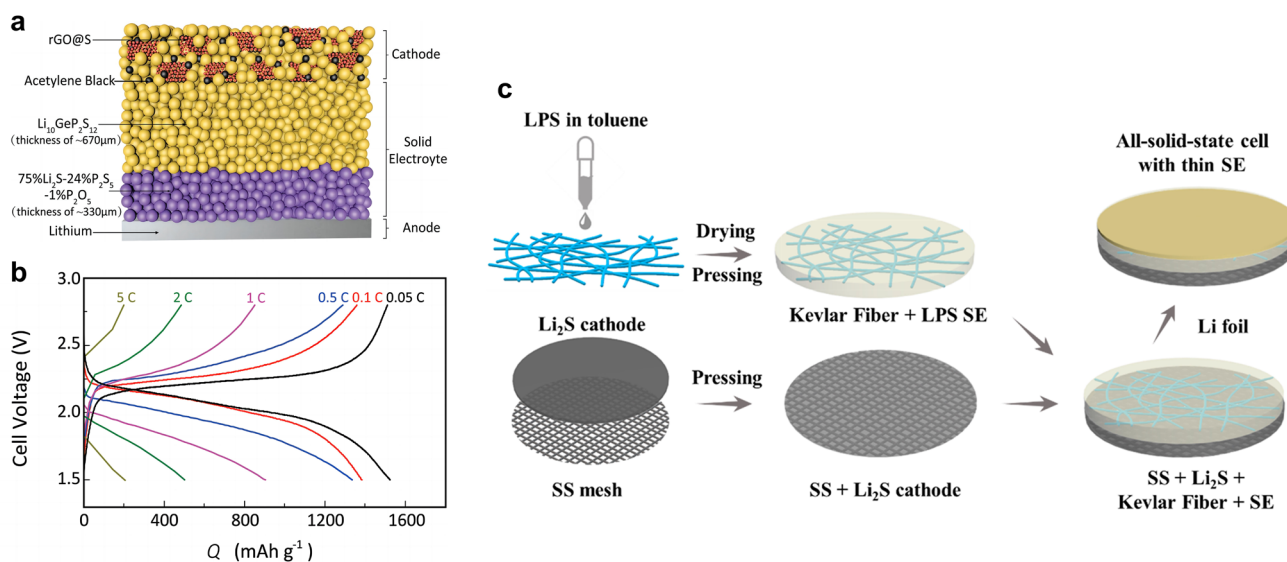 a
rGO@S
Acetylene Black
Li₁₀GeP₂S₁₂
(thickness of ~670μm)
75%Li₂S-24%P₂S₅
-1%P₂O₅
(thickness of ~330μm)
Lithium
Cathode
Solid
Electroyte
Anode
b
3.0
2.5
2.0
1.5
Cell Voltage (V)
5 C
2 C
1 C
0.5 C
0.1 C
0.05 C
0
400
800
1200
1600
Q (mAh g⁻¹)
c
LPS in toluene
Drying
Pressing
Kevlar Fiber + LPS SE
Li₂S cathode
Pressing
SS mesh
SS + Li₂S cathode
All-solid-state cell
with thin SE
Li foil
SS + Li₂S +
Kevlar Fiber + SE